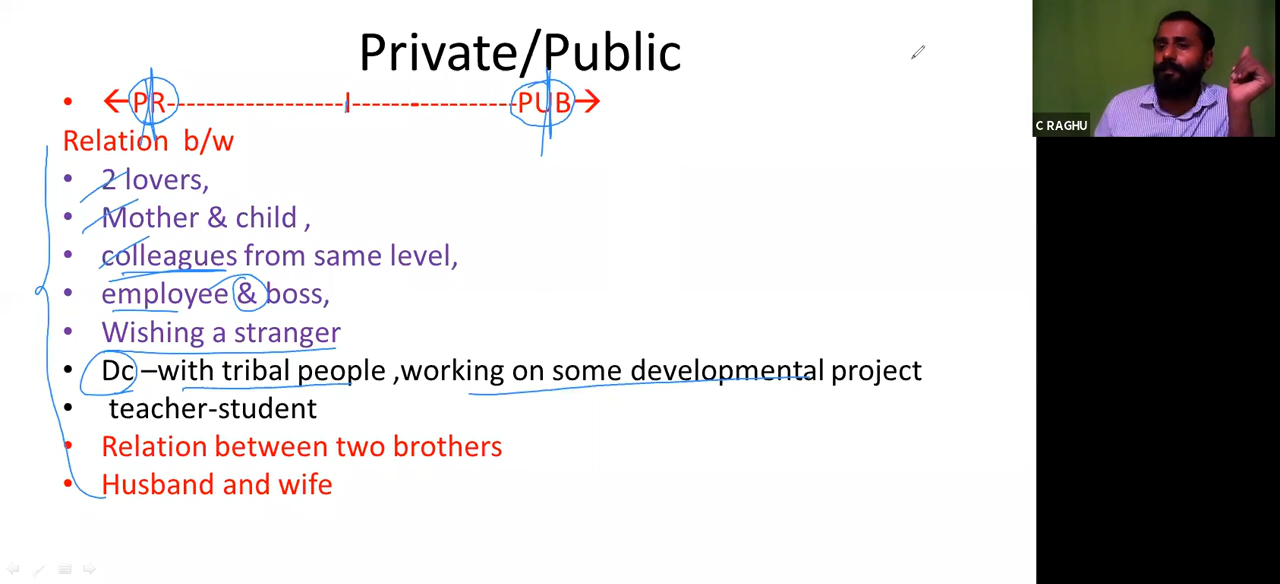 Private/Public
• ←PR-----------------I------- -----------PUB→
Relation b/w
• 2 lovers,
• Mother & child ,
• colleagues from same level,
• employee & boss,
• Wishing a stranger
• Dc –with tribal people ,working on some developmental project
• teacher-student
• Relation between two brothers
• Husband and wife
C RAGHU